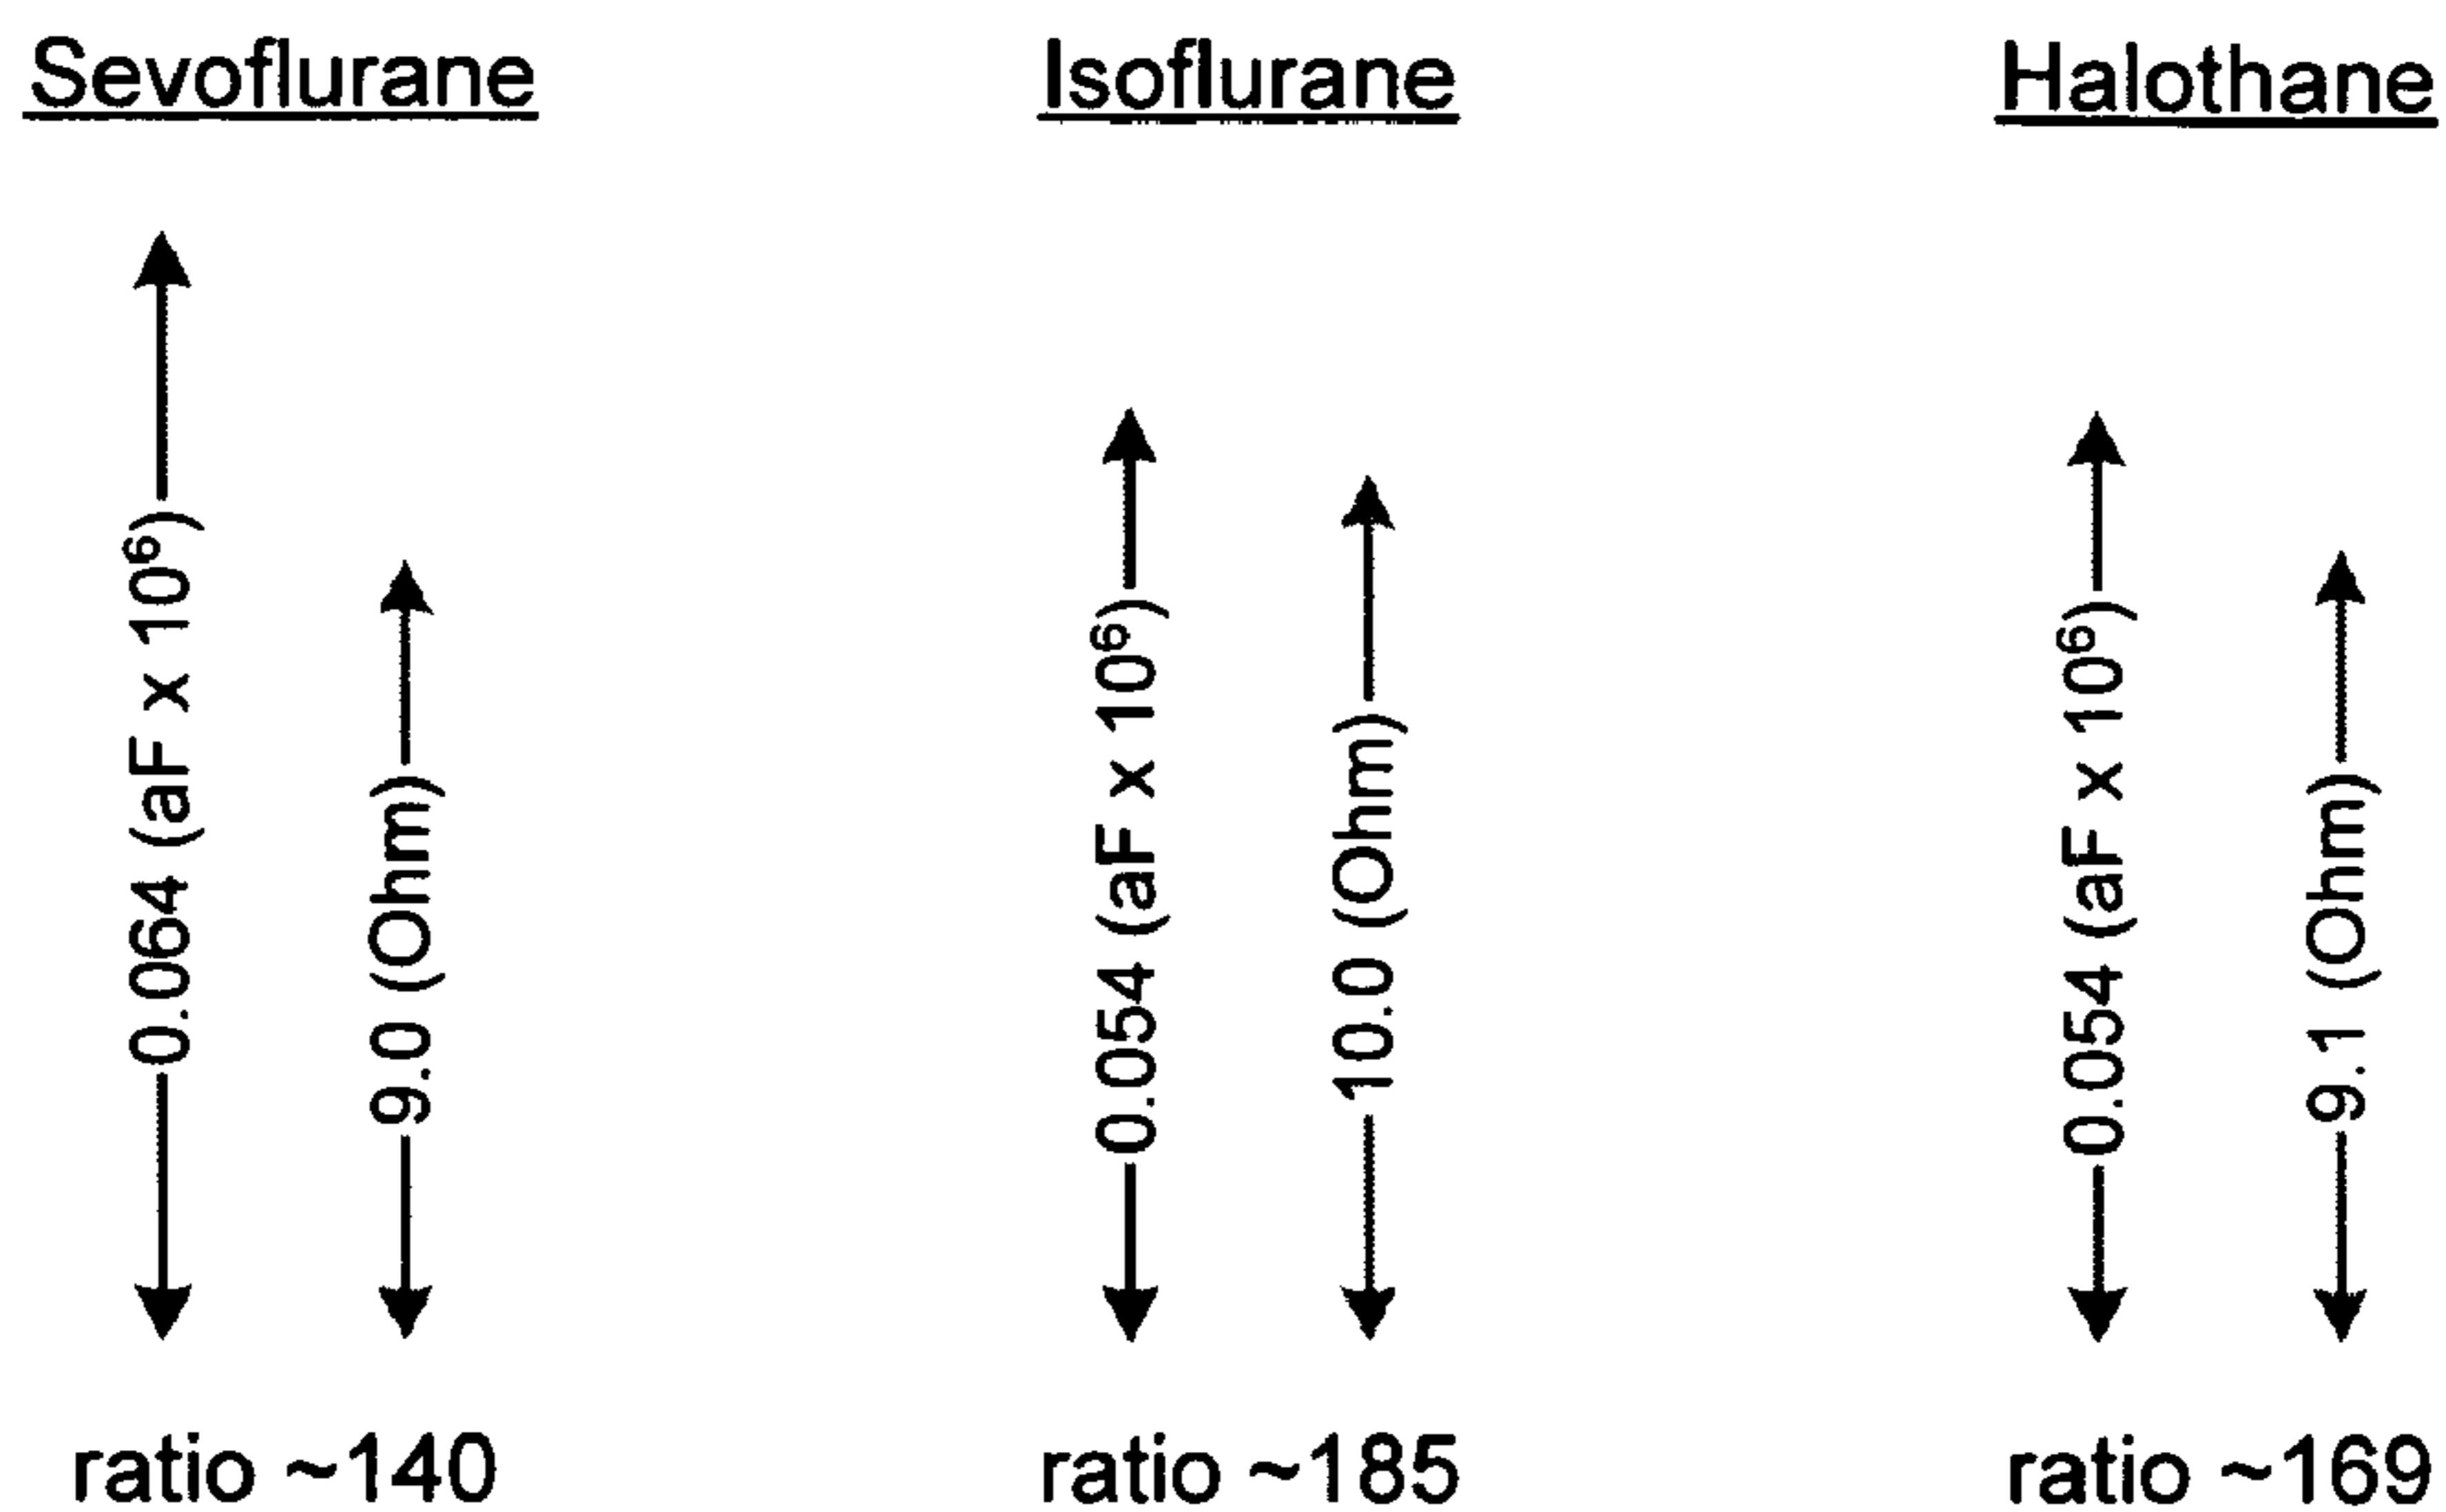 Sevoflurane
0.064 (aF x 10⁶)
9.0 (Ohm)
ratio ~140
Isoflurane
0.054 (aF x 10⁶)
10.0 (Ohm)
ratio ~185
Halothane
0.054 (aF x 10⁶)
9.1 (Ohm)
ratio ~169